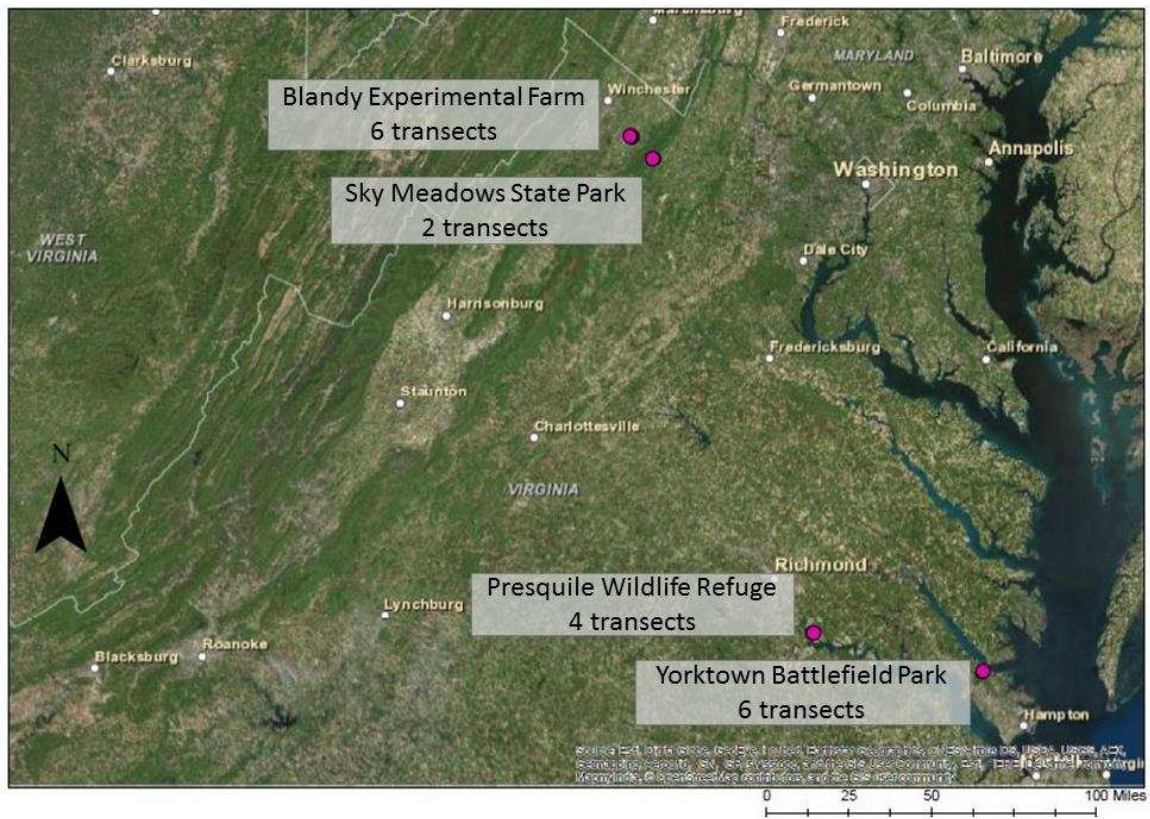 Frederick
Clarksburg
MARYLAND
Baltimore
Blandy Experimental Farm
6 transects
Winchester
Germantown
Columbia
Annapolis
Washington
Sky Meadows State Park
2 transects
WEST
VIRGINIA
Dale City
Harrisonburg
Fredericksburg
California
Staunton
Charlottesville
N
VIRGINIA
Richmond
Presquile Wildlife Refuge
4 transects
Lynchburg
Roanoke
Blacksburg
Yorktown Battlefield Park
6 transects
Hampton
0 25 50 100 Miles